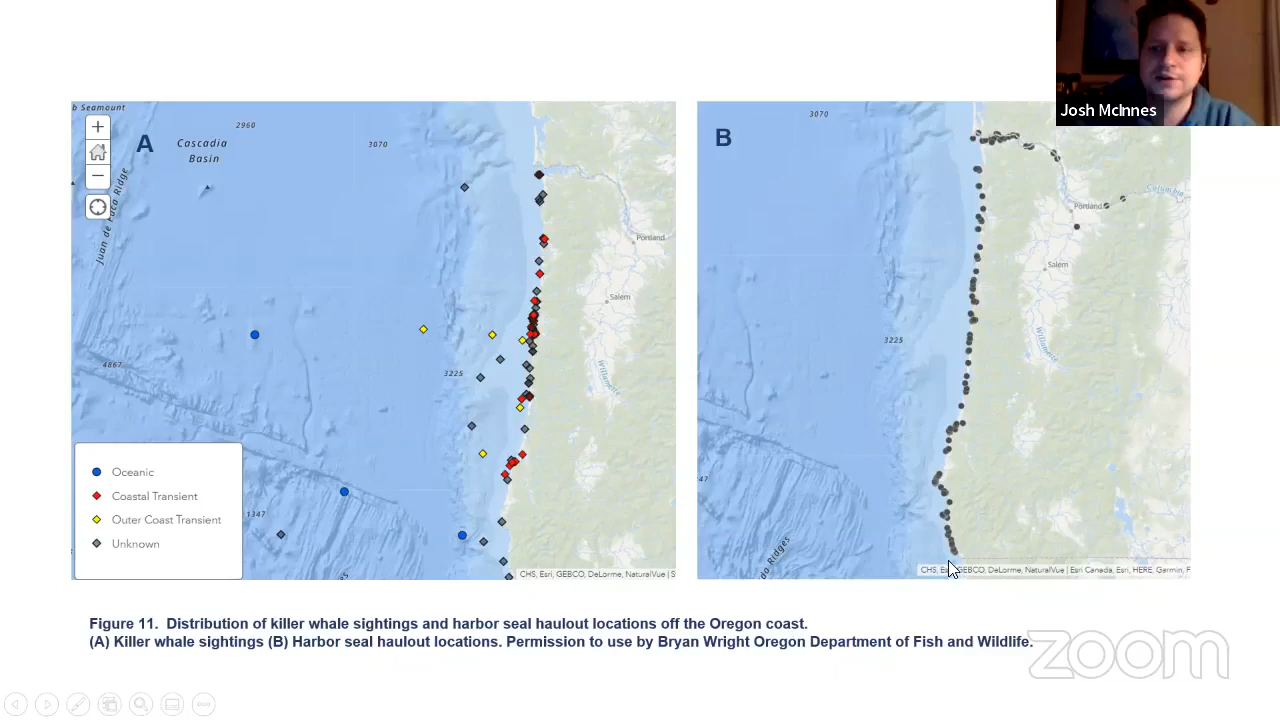 Josh McInnes
b Seamount
A
2960
Cascadia
Basin
3070
Juan de Fuca Ridge
Portland
Salem
Willamette
4867
3225
1347
Oceanic
Coastal Transient
Outer Coast Transient
Unknown
CHS, Esri, GEBCO, DeLorme, NaturalVue | S
B
3070
Portland
Columbia
Salem
Willamette
3225
47
da Ridges
CHS, Esri, GEBCO, DeLorme, NaturalVue | Esri Canada, Esri, HERE, Garmin, F
Figure 11. Distribution of killer whale sightings and harbor seal haulout locations off the Oregon coast.
(A) Killer whale sightings (B) Harbor seal haulout locations. Permission to use by Bryan Wright Oregon Department of Fish and Wildlife.
zoom